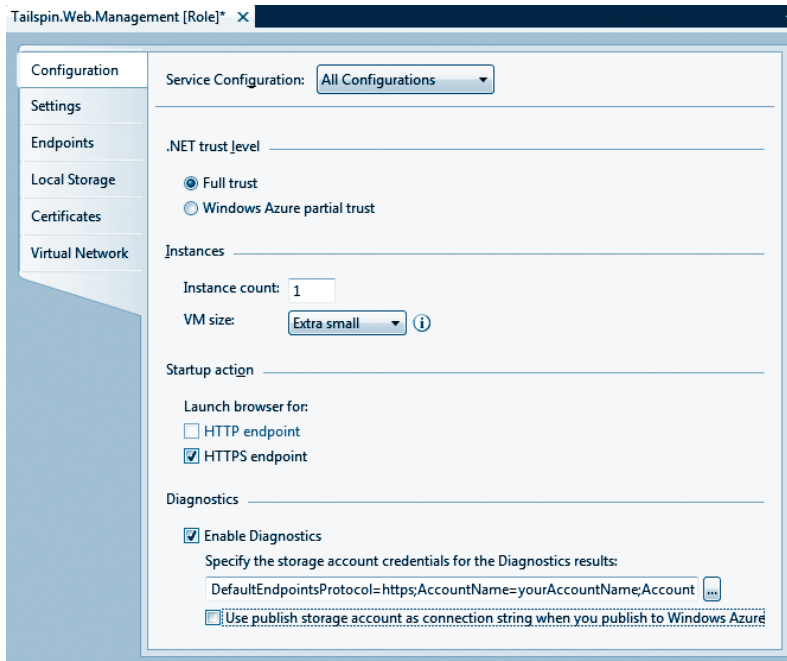 Tailspin.Web.Management [Role]* X
Configuration
Settings
Endpoints
Local Storage
Certificates
Virtual Network
Service Configuration: All Configurations
.NET trust level
Full trust
Windows Azure partial trust
Instances
Instance count: 1
VM size: Extra small
Startup action
Launch browser for:
HTTP endpoint
HTTPS endpoint
Diagnostics
Enable Diagnostics
Specify the storage account credentials for the Diagnostics results:
DefaultEndpointsProtocol=https;AccountName=yourAccountName;Account ...
Use publish storage account as connection string when you publish to Windows Azure